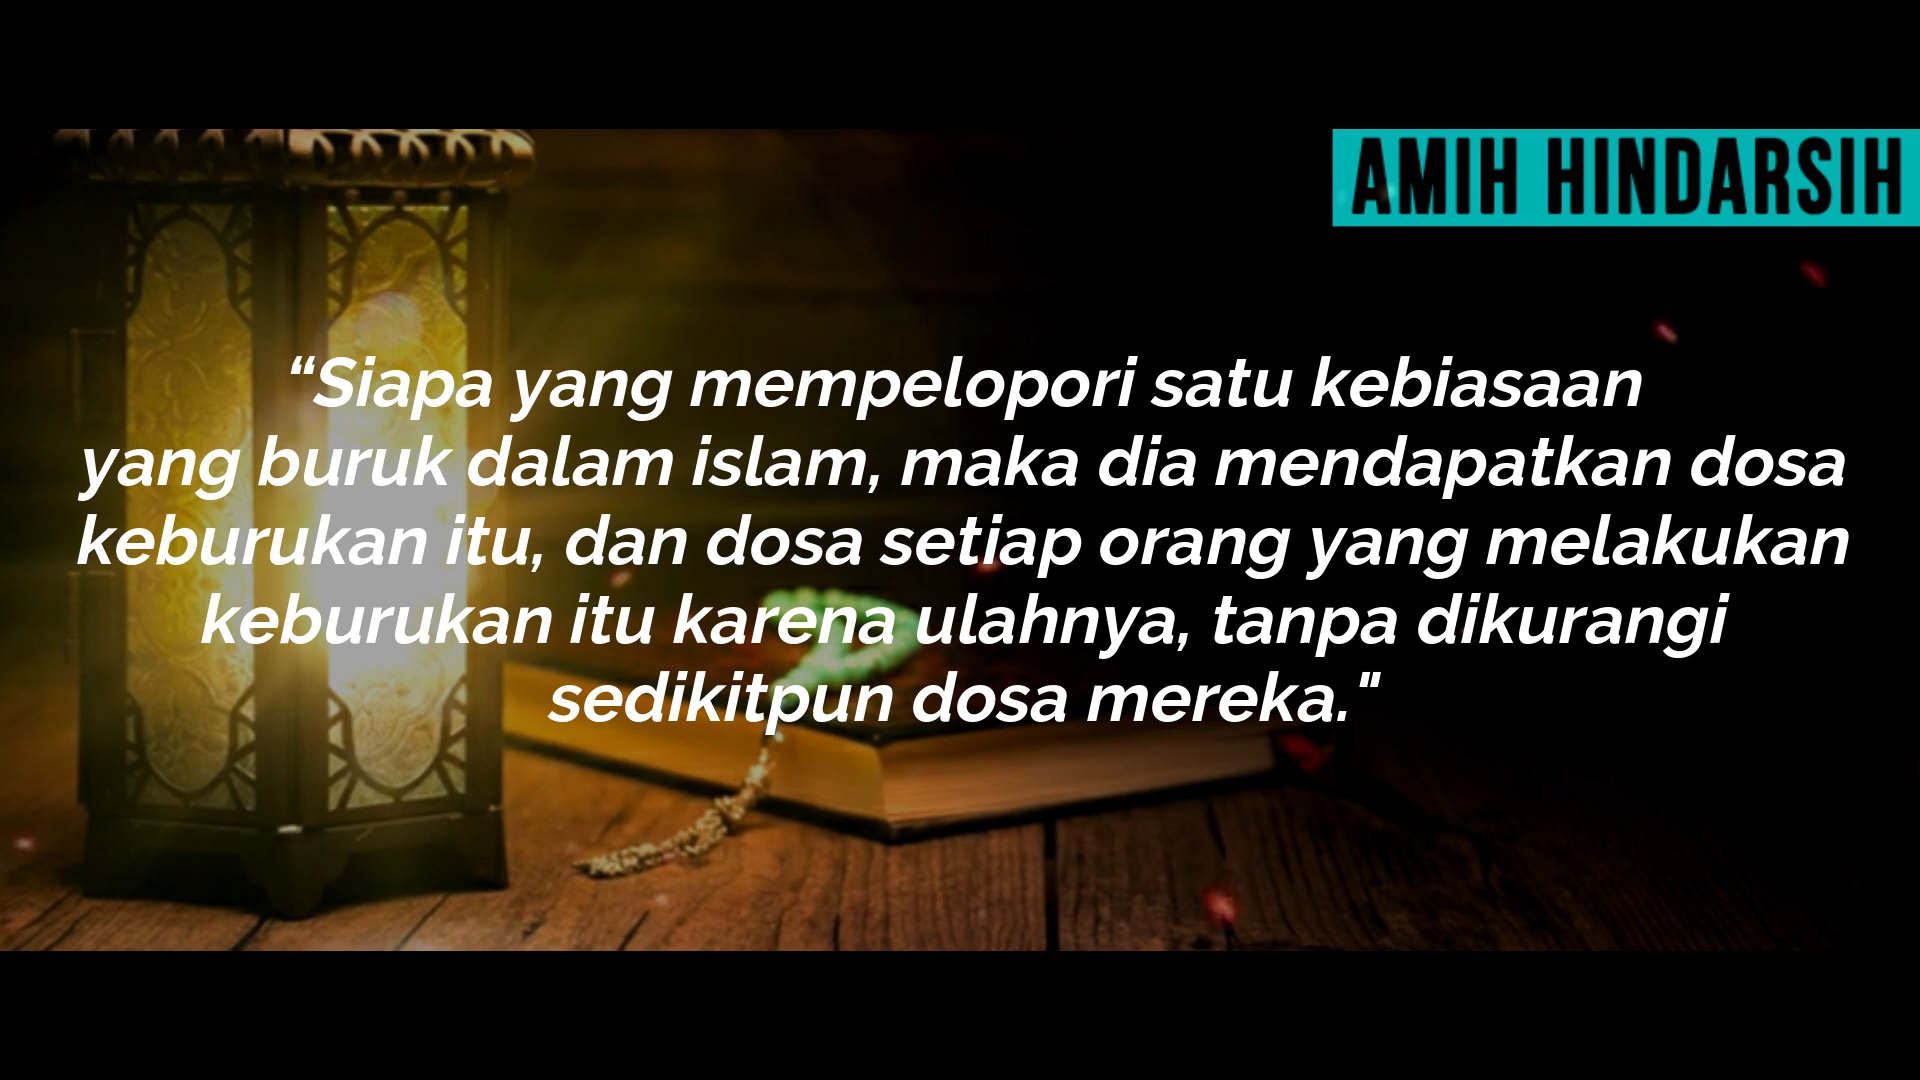 AMIH HINDARSIH
“Siapa yang mempelopori satu kebiasaan
yang buruk dalam islam, maka dia mendapatkan dosa
keburukan itu, dan dosa setiap orang yang melakukan
keburukan itu karena ulahnya, tanpa dikurangi
sedikitpun dosa mereka."